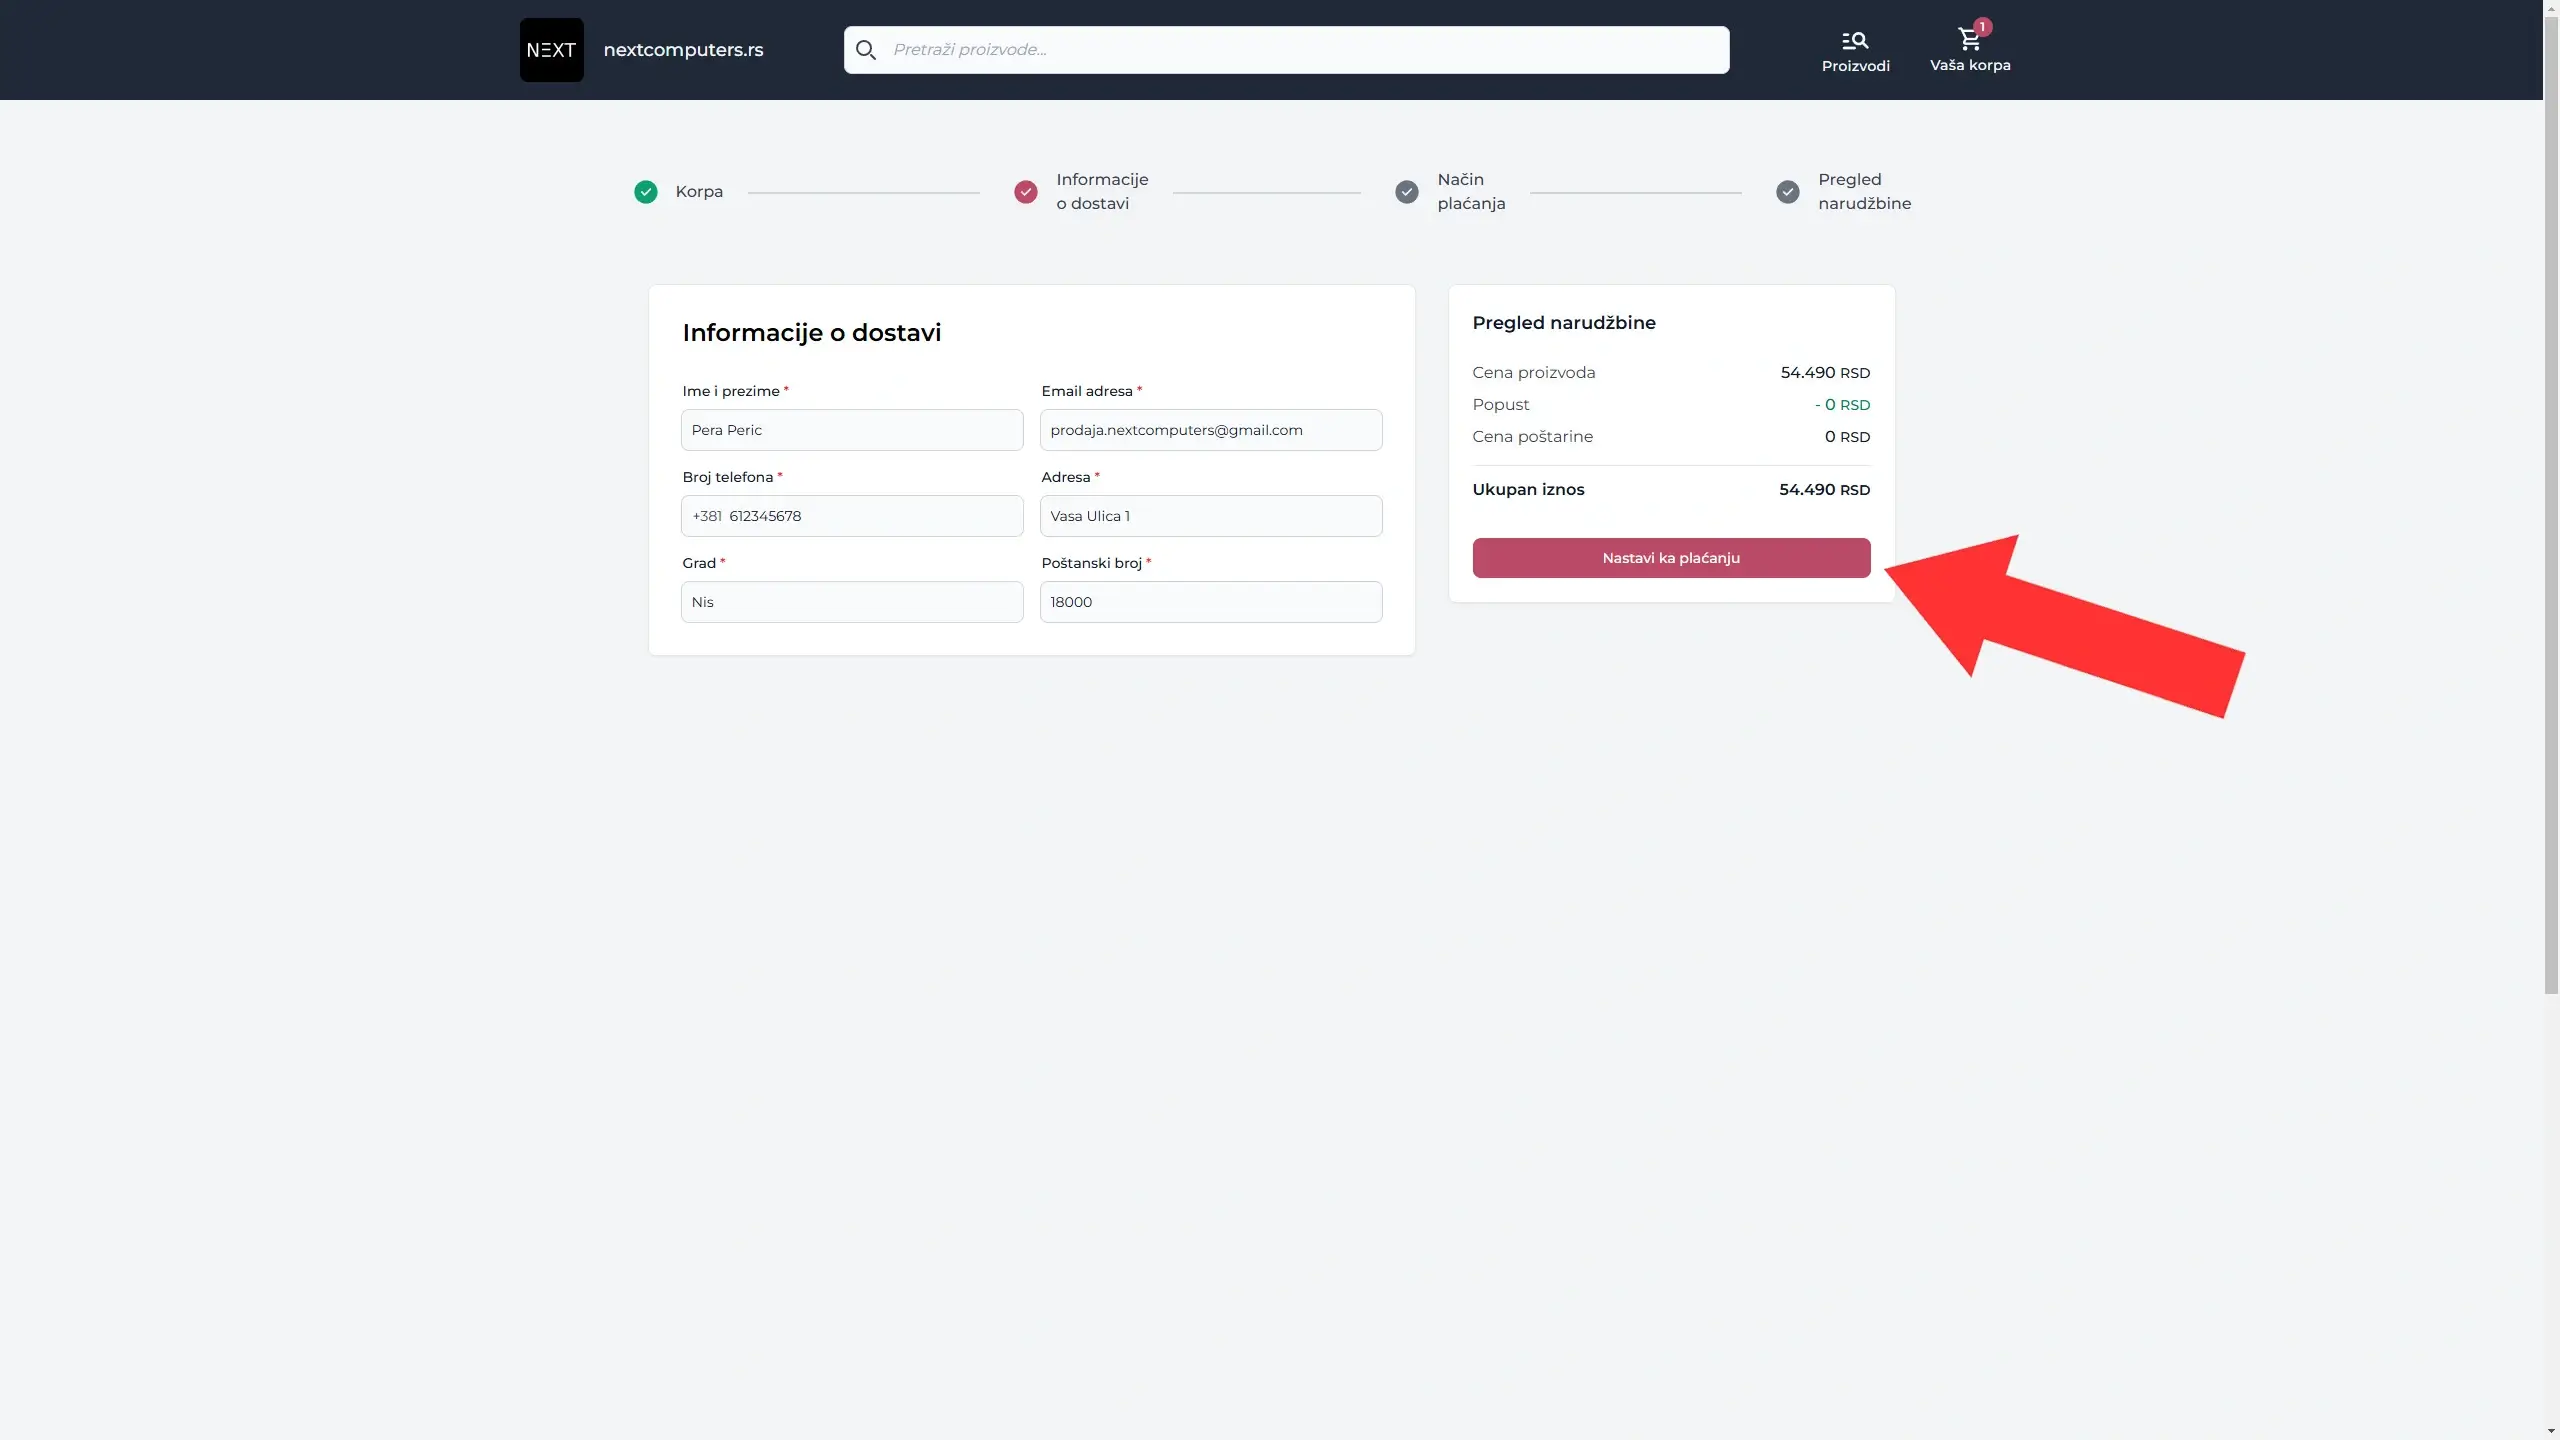 NEXT
nextcomputers.rs
Pretraži proizvode...
Proizvodi
1
Vaša korpa
Korpa
Informacije
o dostavi
Način
plaćanja
Pregled
narudžbine
Informacije o dostavi
Ime i prezime *
Email adresa *
Pera Peric
prodaja.nextcomputers@gmail.com
Broj telefona *
Adresa *
+381 612345678
Vasa Ulica 1
Grad *
Poštanski broj *
Nis
18000
Pregled narudžbine
Cena proizvoda 54.490 RSD
Popust - 0 RSD
Cena poštarine 0 RSD
Ukupan iznos 54.490 RSD
Nastavi ka plaćanju